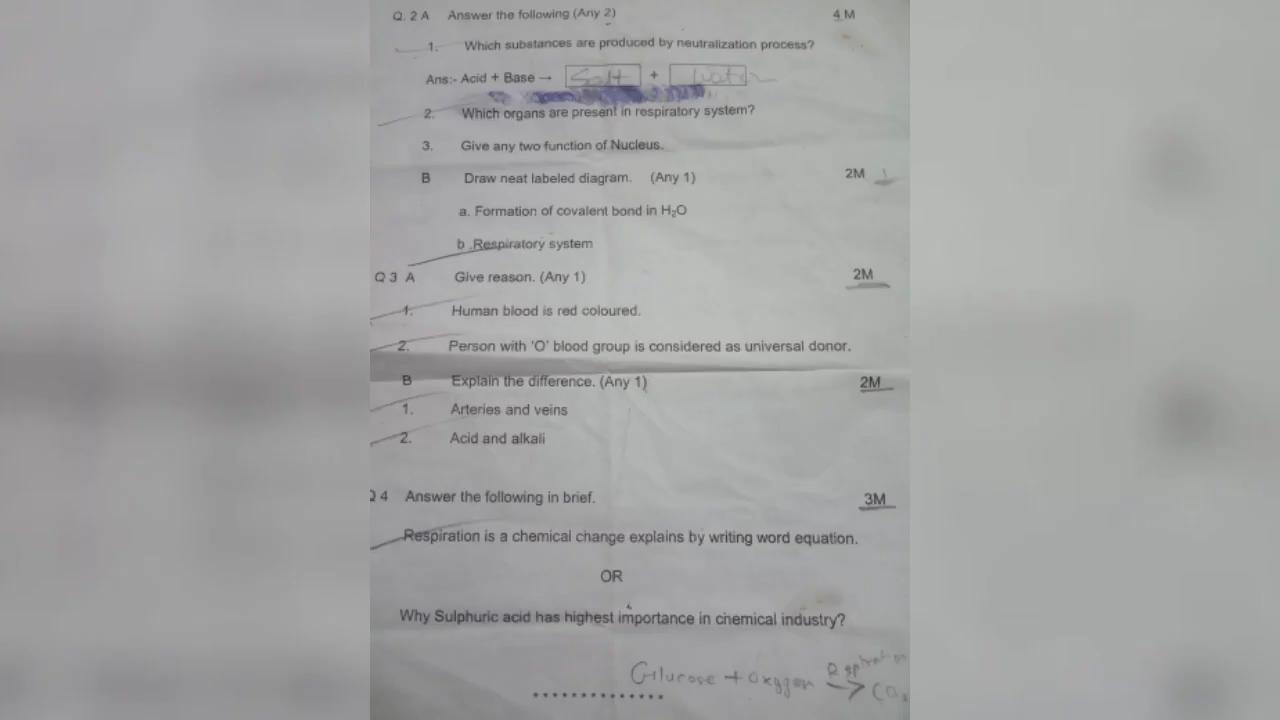 Q. 2 A Answer the following (Any 2) 4 M
1. Which substances are produced by neutralization process?
Ans:- Acid + Base → Salt + water
2. Which organs are present in respiratory system?
3. Give any two function of Nucleus.
B Draw neat labeled diagram. (Any 1) 2M
a. Formation of covalent bond in H₂O
b .Respiratory system
Q 3 A Give reason. (Any 1) 2M
1. Human blood is red coloured.
2. Person with 'O' blood group is considered as universal donor.
B Explain the difference. (Any 1) 2M
1. Arteries and veins
2. Acid and alkali
Q 4 Answer the following in brief. 3M
Respiration is a chemical change explains by writing word equation.
OR
Why Sulphuric acid has highest importance in chemical industry?
Glucose + oxygen Respiration → CO₂
**************